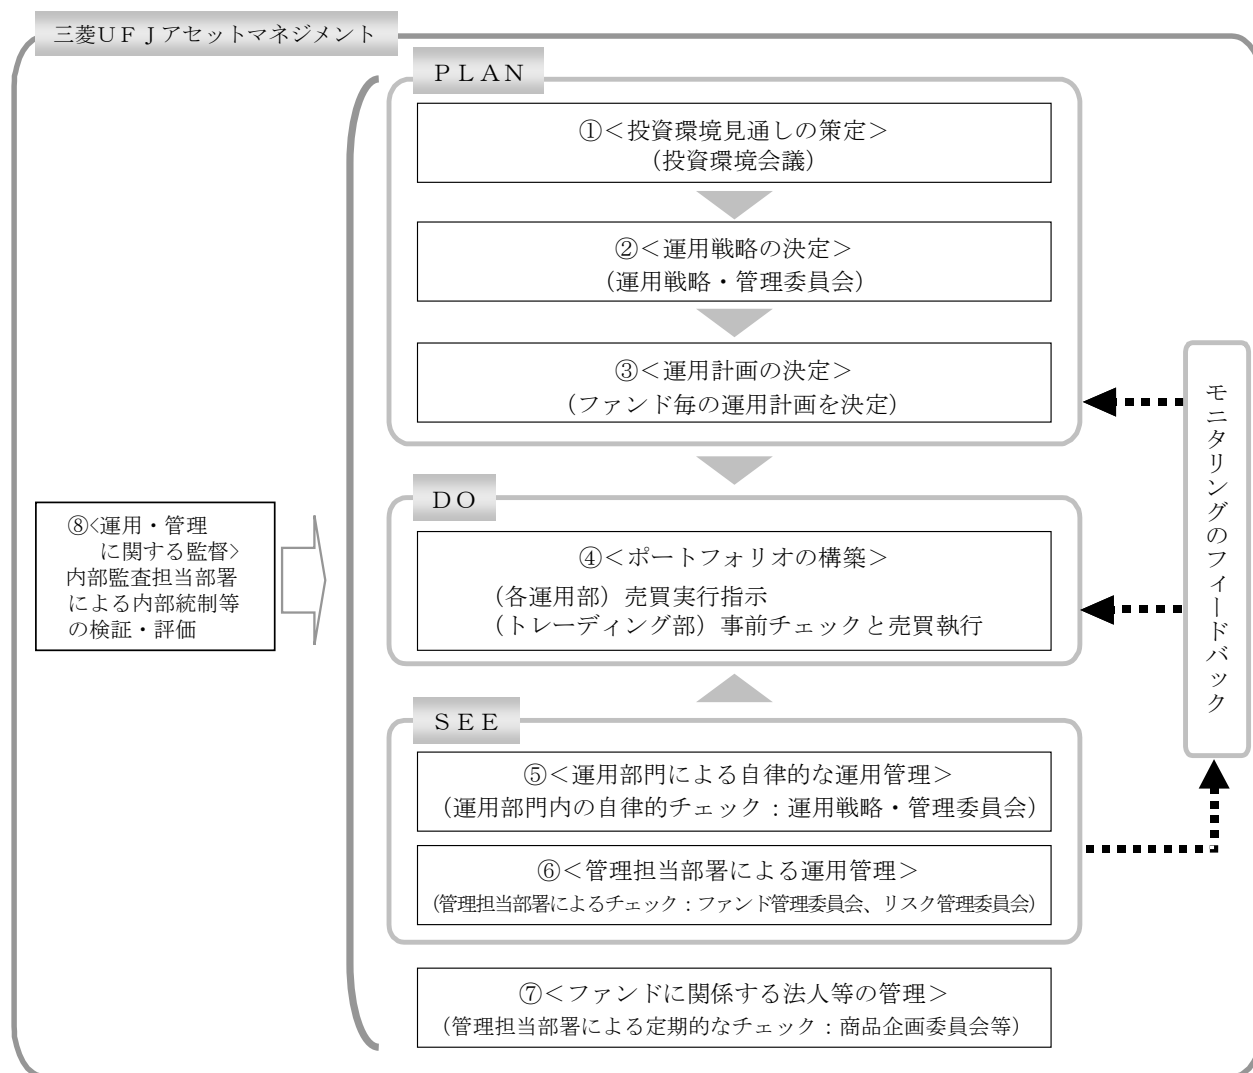 三菱ＵＦＪアセットマネジメント
ＰＬＡＮ
①＜投資環境見通しの策定＞
（投資環境会議）
②＜運用戦略の決定＞
（運用戦略・管理委員会）
③＜運用計画の決定＞
（ファンド毎の運用計画を決定）
ＤＯ
④＜ポートフォリオの構築＞
（各運用部）売買実行指示
（トレーディング部）事前チェックと売買執行
ＳＥＥ
⑤＜運用部門による自律的な運用管理＞
（運用部門内の自律的チェック：運用戦略・管理委員会）
⑥＜管理担当部署による運用管理＞
（管理担当部署によるチェック：ファンド管理委員会、リスク管理委員会）
⑦＜ファンドに関係する法人等の管理＞
（管理担当部署による定期的なチェック：商品企画委員会等）
⑧<運用・管理
に関する監督>
内部監査担当部署
による内部統制等
の検証・評価
モニタリングのフィードバック